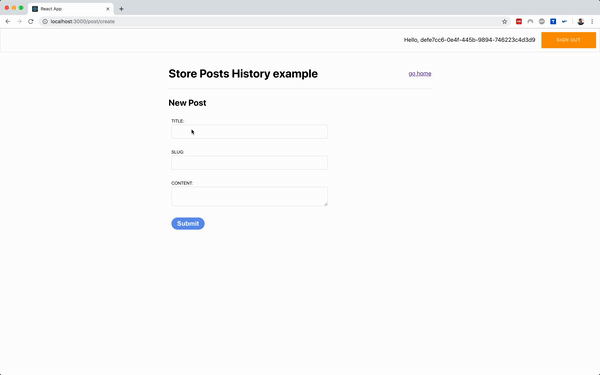 React App
localhost:3000/post/create
Hello, defe7cc6-0e4f-445b-9894-746223c4d3d9
SIGN OUT
Store Posts History example
go home
New Post
TITLE:
SLUG:
CONTENT:
Submit